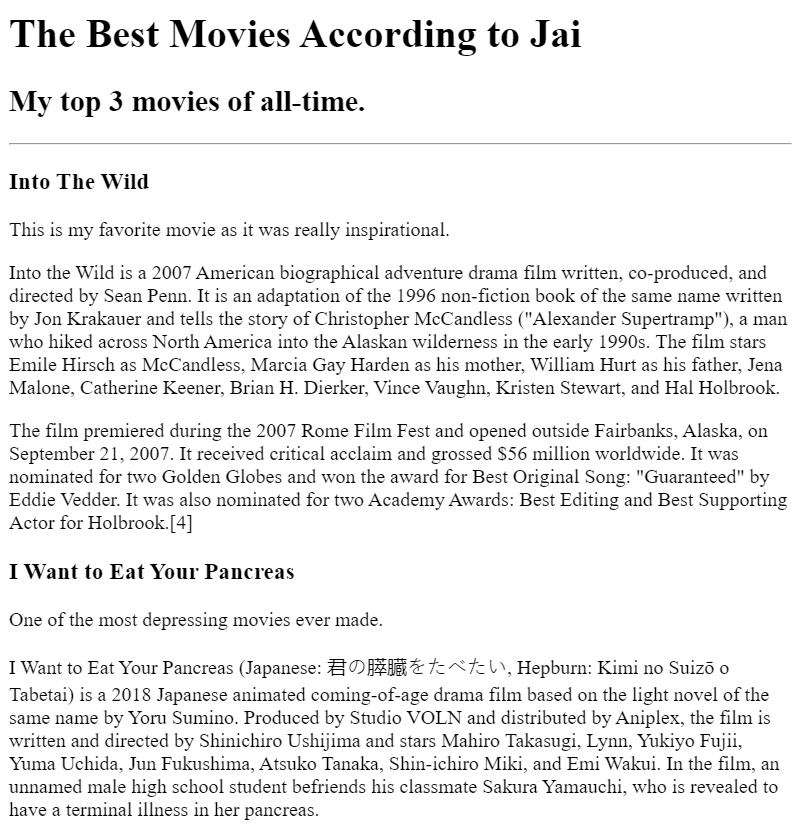 The Best Movies According to Jai
My top 3 movies of all-time.
Into The Wild
This is my favorite movie as it was really inspirational.
Into the Wild is a 2007 American biographical adventure drama film written, co-produced, and
directed by Sean Penn. It is an adaptation of the 1996 non-fiction book of the same name written
by Jon Krakauer and tells the story of Christopher McCandless ("Alexander Supertramp"), a man
who hiked across North America into the Alaskan wilderness in the early 1990s. The film stars
Emile Hirsch as McCandless, Marcia Gay Harden as his mother, William Hurt as his father, Jena
Malone, Catherine Keener, Brian H. Dierker, Vince Vaughn, Kristen Stewart, and Hal Holbrook.
The film premiered during the 2007 Rome Film Fest and opened outside Fairbanks, Alaska, on
September 21, 2007. It received critical acclaim and grossed $56 million worldwide. It was
nominated for two Golden Globes and won the award for Best Original Song: "Guaranteed" by
Eddie Vedder. It was also nominated for two Academy Awards: Best Editing and Best Supporting
Actor for Holbrook.[4]
I Want to Eat Your Pancreas
One of the most depressing movies ever made.
I Want to Eat Your Pancreas (Japanese: 君の膵臓をたべたい, Hepburn: Kimi no Suizō o
Tabetai) is a 2018 Japanese animated coming-of-age drama film based on the light novel of the
same name by Yoru Sumino. Produced by Studio VOLN and distributed by Aniplex, the film is
written and directed by Shinichiro Ushijima and stars Mahiro Takasugi, Lynn, Yukiyo Fujii,
Yuma Uchida, Jun Fukushima, Atsuko Tanaka, Shin-ichiro Miki, and Emi Wakui. In the film, an
unnamed male high school student befriends his classmate Sakura Yamauchi, who is revealed to
have a terminal illness in her pancreas.